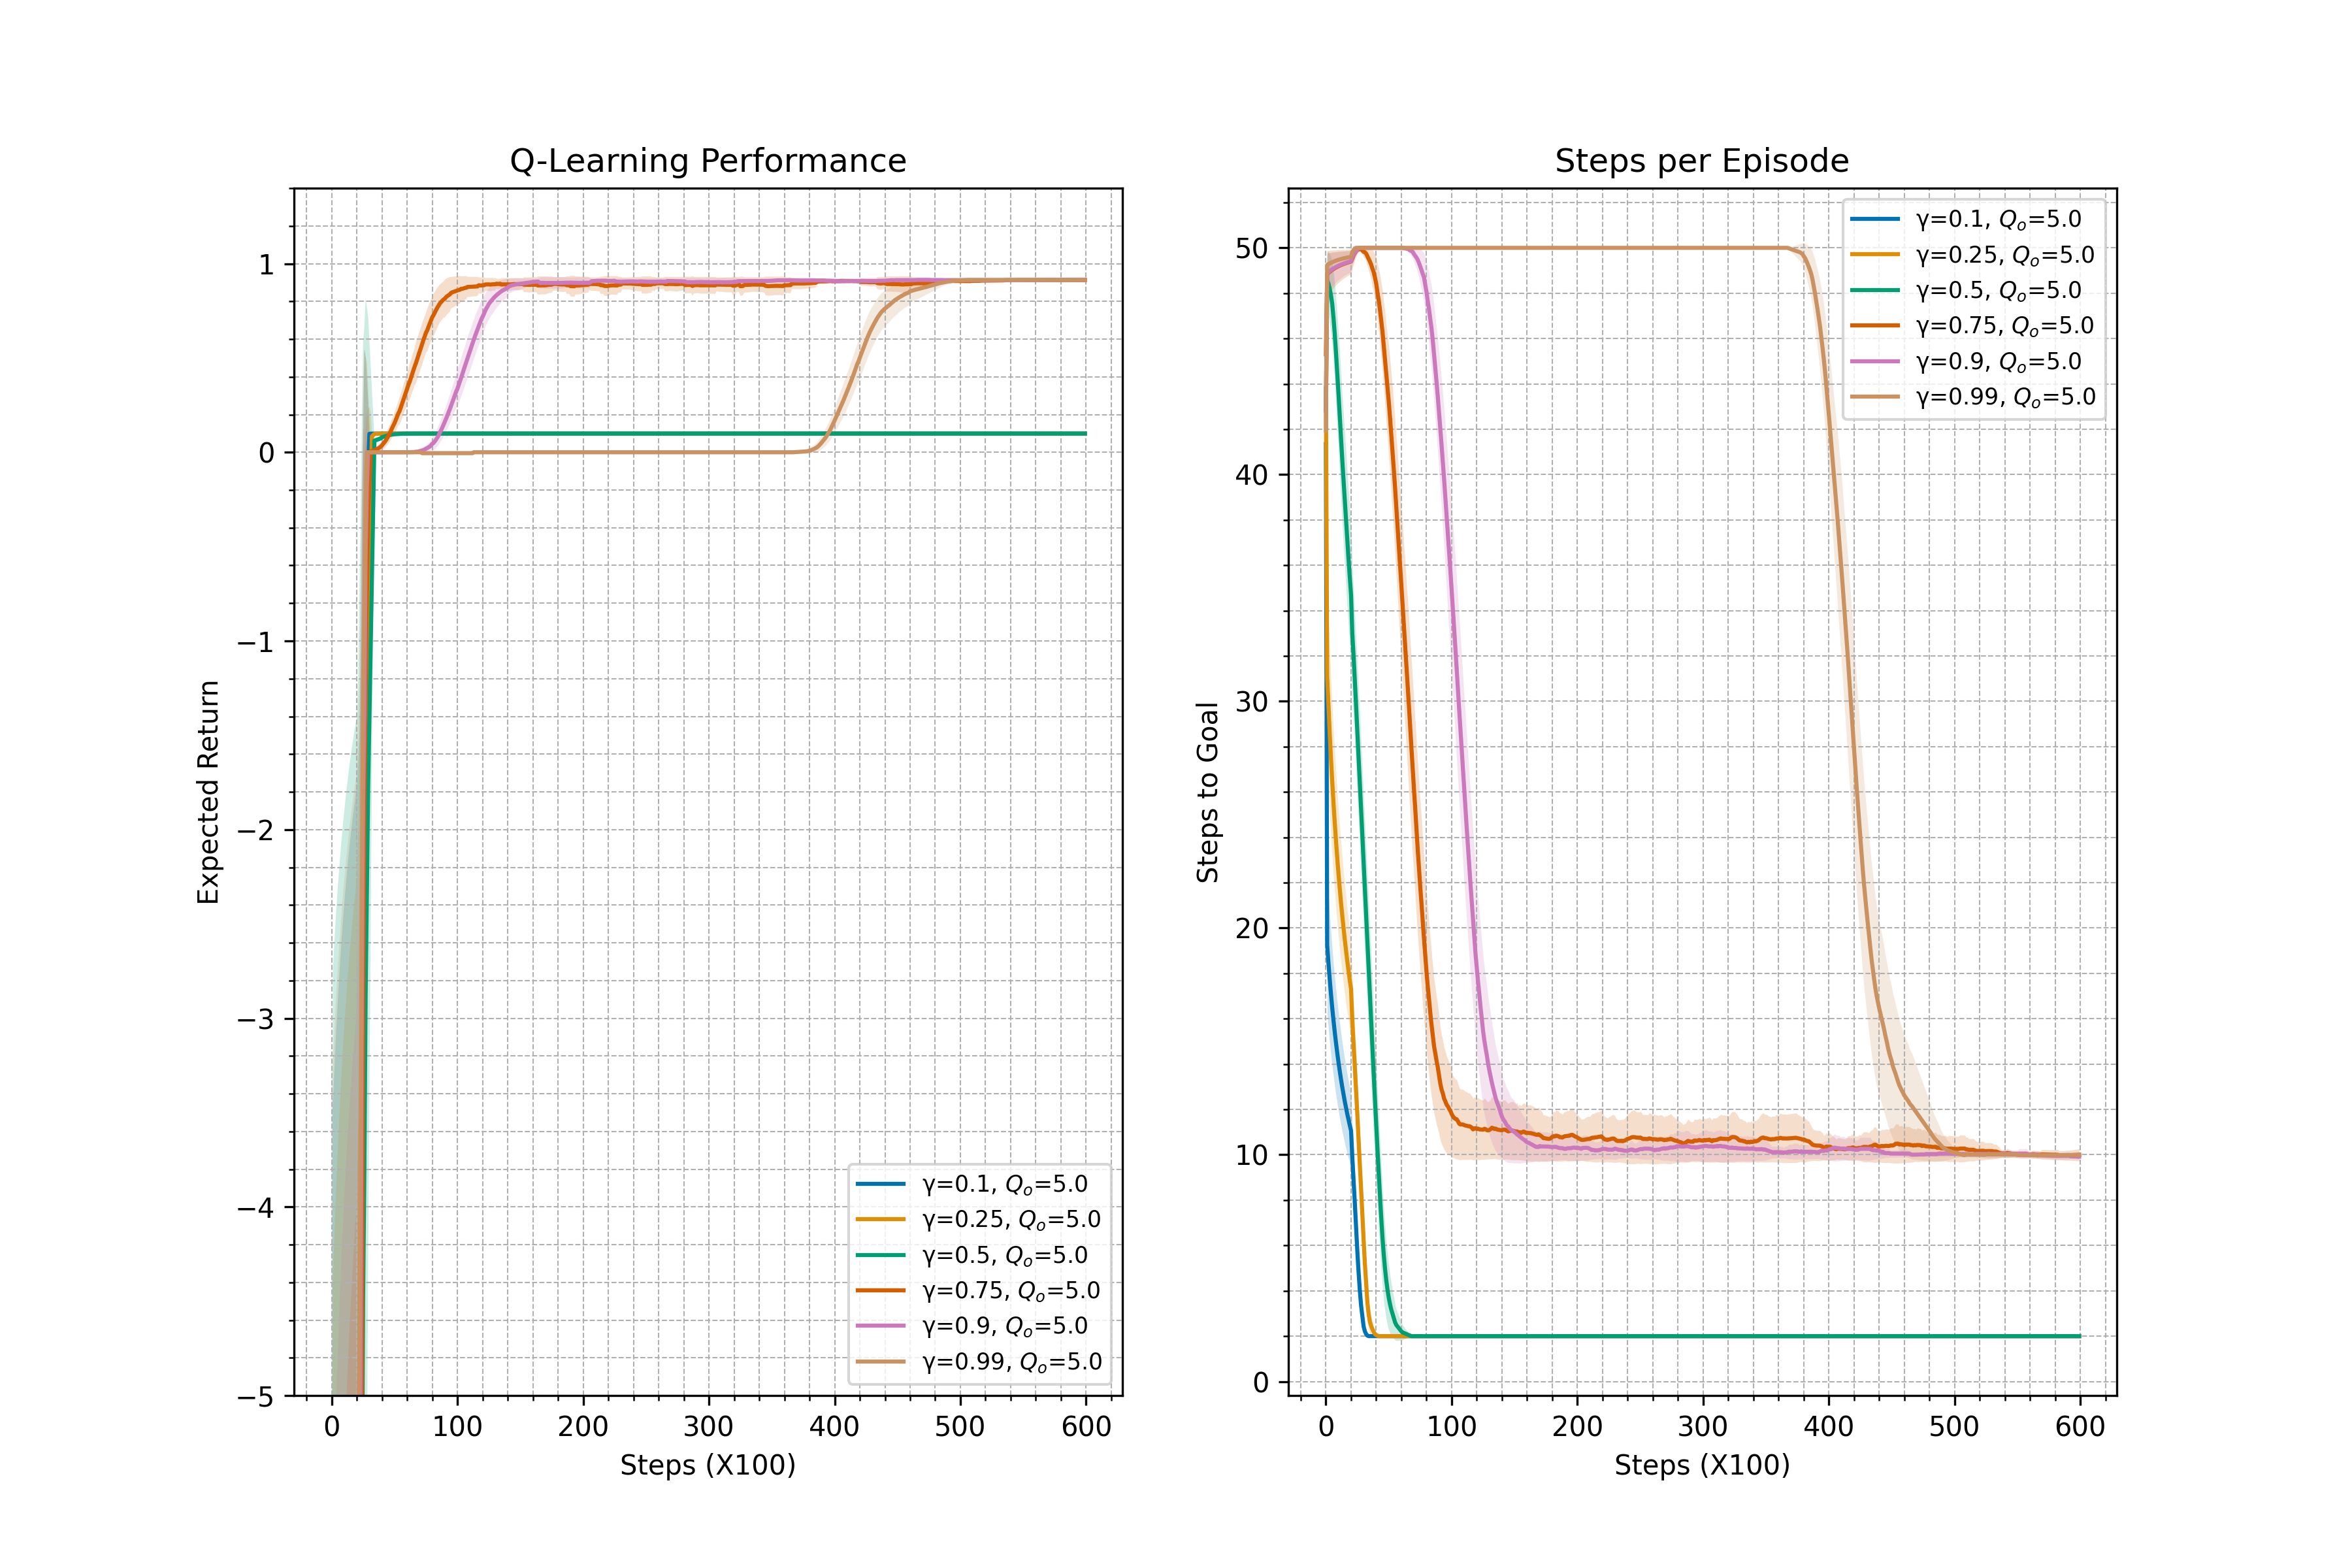 Q-Learning Performance
Expected Return
1
0
−1
−2
−3
−4
−5
0 100 200 300 400 500 600
Steps (X100)
γ=0.1, Qₒ=5.0
γ=0.25, Qₒ=5.0
γ=0.5, Qₒ=5.0
γ=0.75, Qₒ=5.0
γ=0.9, Qₒ=5.0
γ=0.99, Qₒ=5.0
Steps per Episode
Steps to Goal
50
40
30
20
10
0
0 100 200 300 400 500 600
Steps (X100)
γ=0.1, Qₒ=5.0
γ=0.25, Qₒ=5.0
γ=0.5, Qₒ=5.0
γ=0.75, Qₒ=5.0
γ=0.9, Qₒ=5.0
γ=0.99, Qₒ=5.0